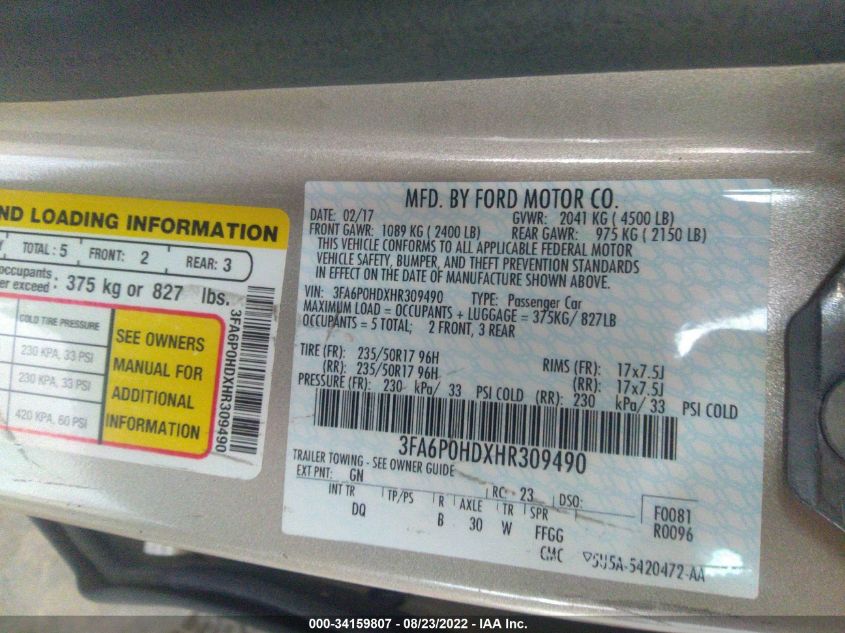 ND LOADING INFORMATION
TOTAL: 5 FRONT: 2 REAR: 3
occupants
er exceed : 375 kg or 827 lbs.
COLD TIRE PRESSURE
230 KPA, 33 PSI
230 KPA, 33 PSI
420 KPA, 60 PSI
SEE OWNERS
MANUAL FOR
ADDITIONAL
INFORMATION
3FA6P0HDXHR309490
MFD. BY FORD MOTOR CO.
DATE: 02/17 GVWR: 2041 KG ( 4500 LB)
FRONT GAWR: 1089 KG ( 2400 LB) REAR GAWR: 975 KG ( 2150 LB)
THIS VEHICLE CONFORMS TO ALL APPLICABLE FEDERAL MOTOR
VEHICLE SAFETY, BUMPER, AND THEFT PREVENTION STANDARDS
IN EFFECT ON THE DATE OF MANUFACTURE SHOWN ABOVE.
VIN: 3FA6P0HDXHR309490 TYPE: Passenger Car
MAXIMUM LOAD = OCCUPANTS + LUGGAGE = 375KG/ 827LB
OCCUPANTS = 5 TOTAL; 2 FRONT, 3 REAR
TIRE (FR): 235/50R17 96H RIMS (FR): 17x7.5J
(RR): 235/50R17 96H (RR): 17x7.5J
PRESSURE (FR): 230 kPa/ 33 PSI COLD (RR): 230 kPa/ 33 PSI COLD
3FA6P0HDXHR309490
TRAILER TOWING - SEE OWNER GUIDE
EXT PNT: GN RC: 23 DSO:
INT TR TP/PS R AXLE TR SPR
DQ B 30 W FFGG
F0081
R0096
CMC ▽5U5A-5420472-AA
000-34159807 - 08/23/2022 - IAA Inc.